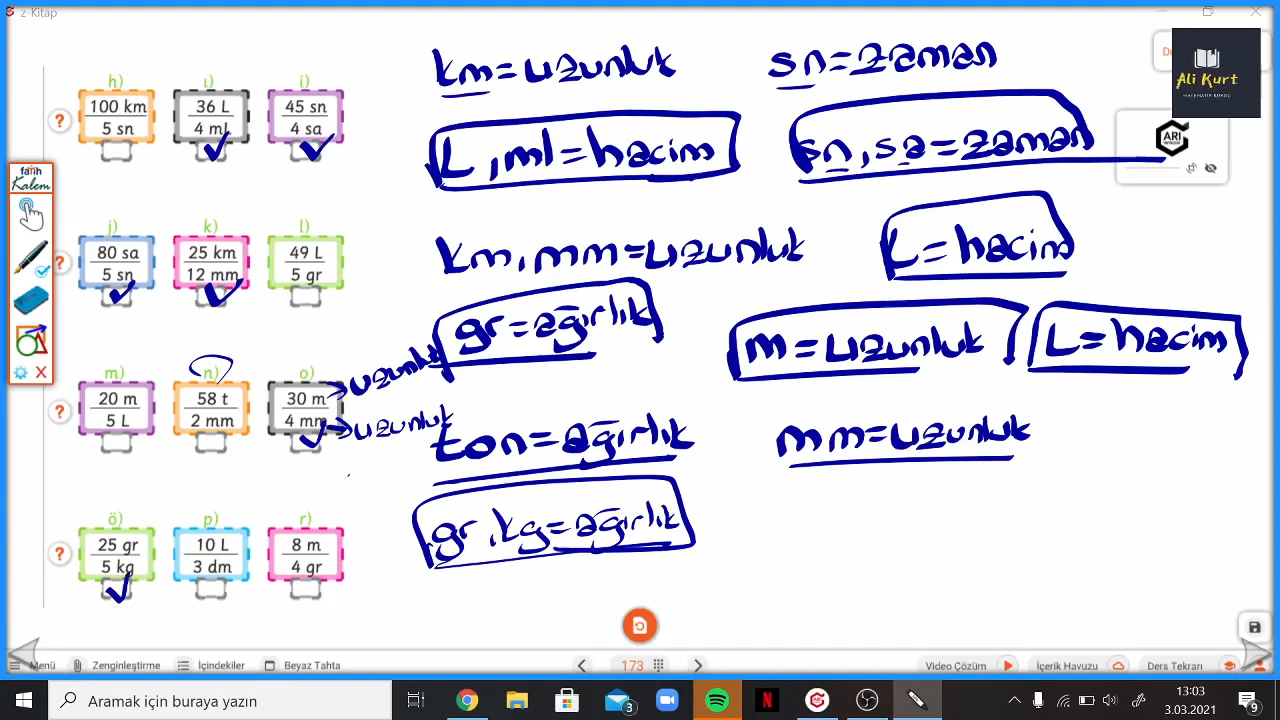 z-Kitap
Ali Kurt
h) ı) i)
100 km 36 L 45 sn
5 sn 4 ml 4 sa
km=uzunluk sn=zaman
L, ml=hacim sn, sa=zaman
ARI
fatih
Kalem
j) k) l)
80 sa 25 km 49 L
5 sn 12 mm 5 gr
km, mm=uzunluk L=hacim
gr=ağırlık m=uzunluk L=hacim
m) n) o)
20 m 58 t 30 m →uzunluk
5 L 2 mm 4 mm →uzunluk
ton=ağırlık mm=uzunluk
gr, kg=ağırlık
ö) p) r)
25 gr 10 L 8 m
5 kg 3 dm 4 gr
Menü Zenginleştirme İçindekiler Beyaz Tahta 173 Video Çözüm İçerik Havuzu Ders Tekrarı
Aramak için buraya yazın 3 13:03
3.03.2021 9